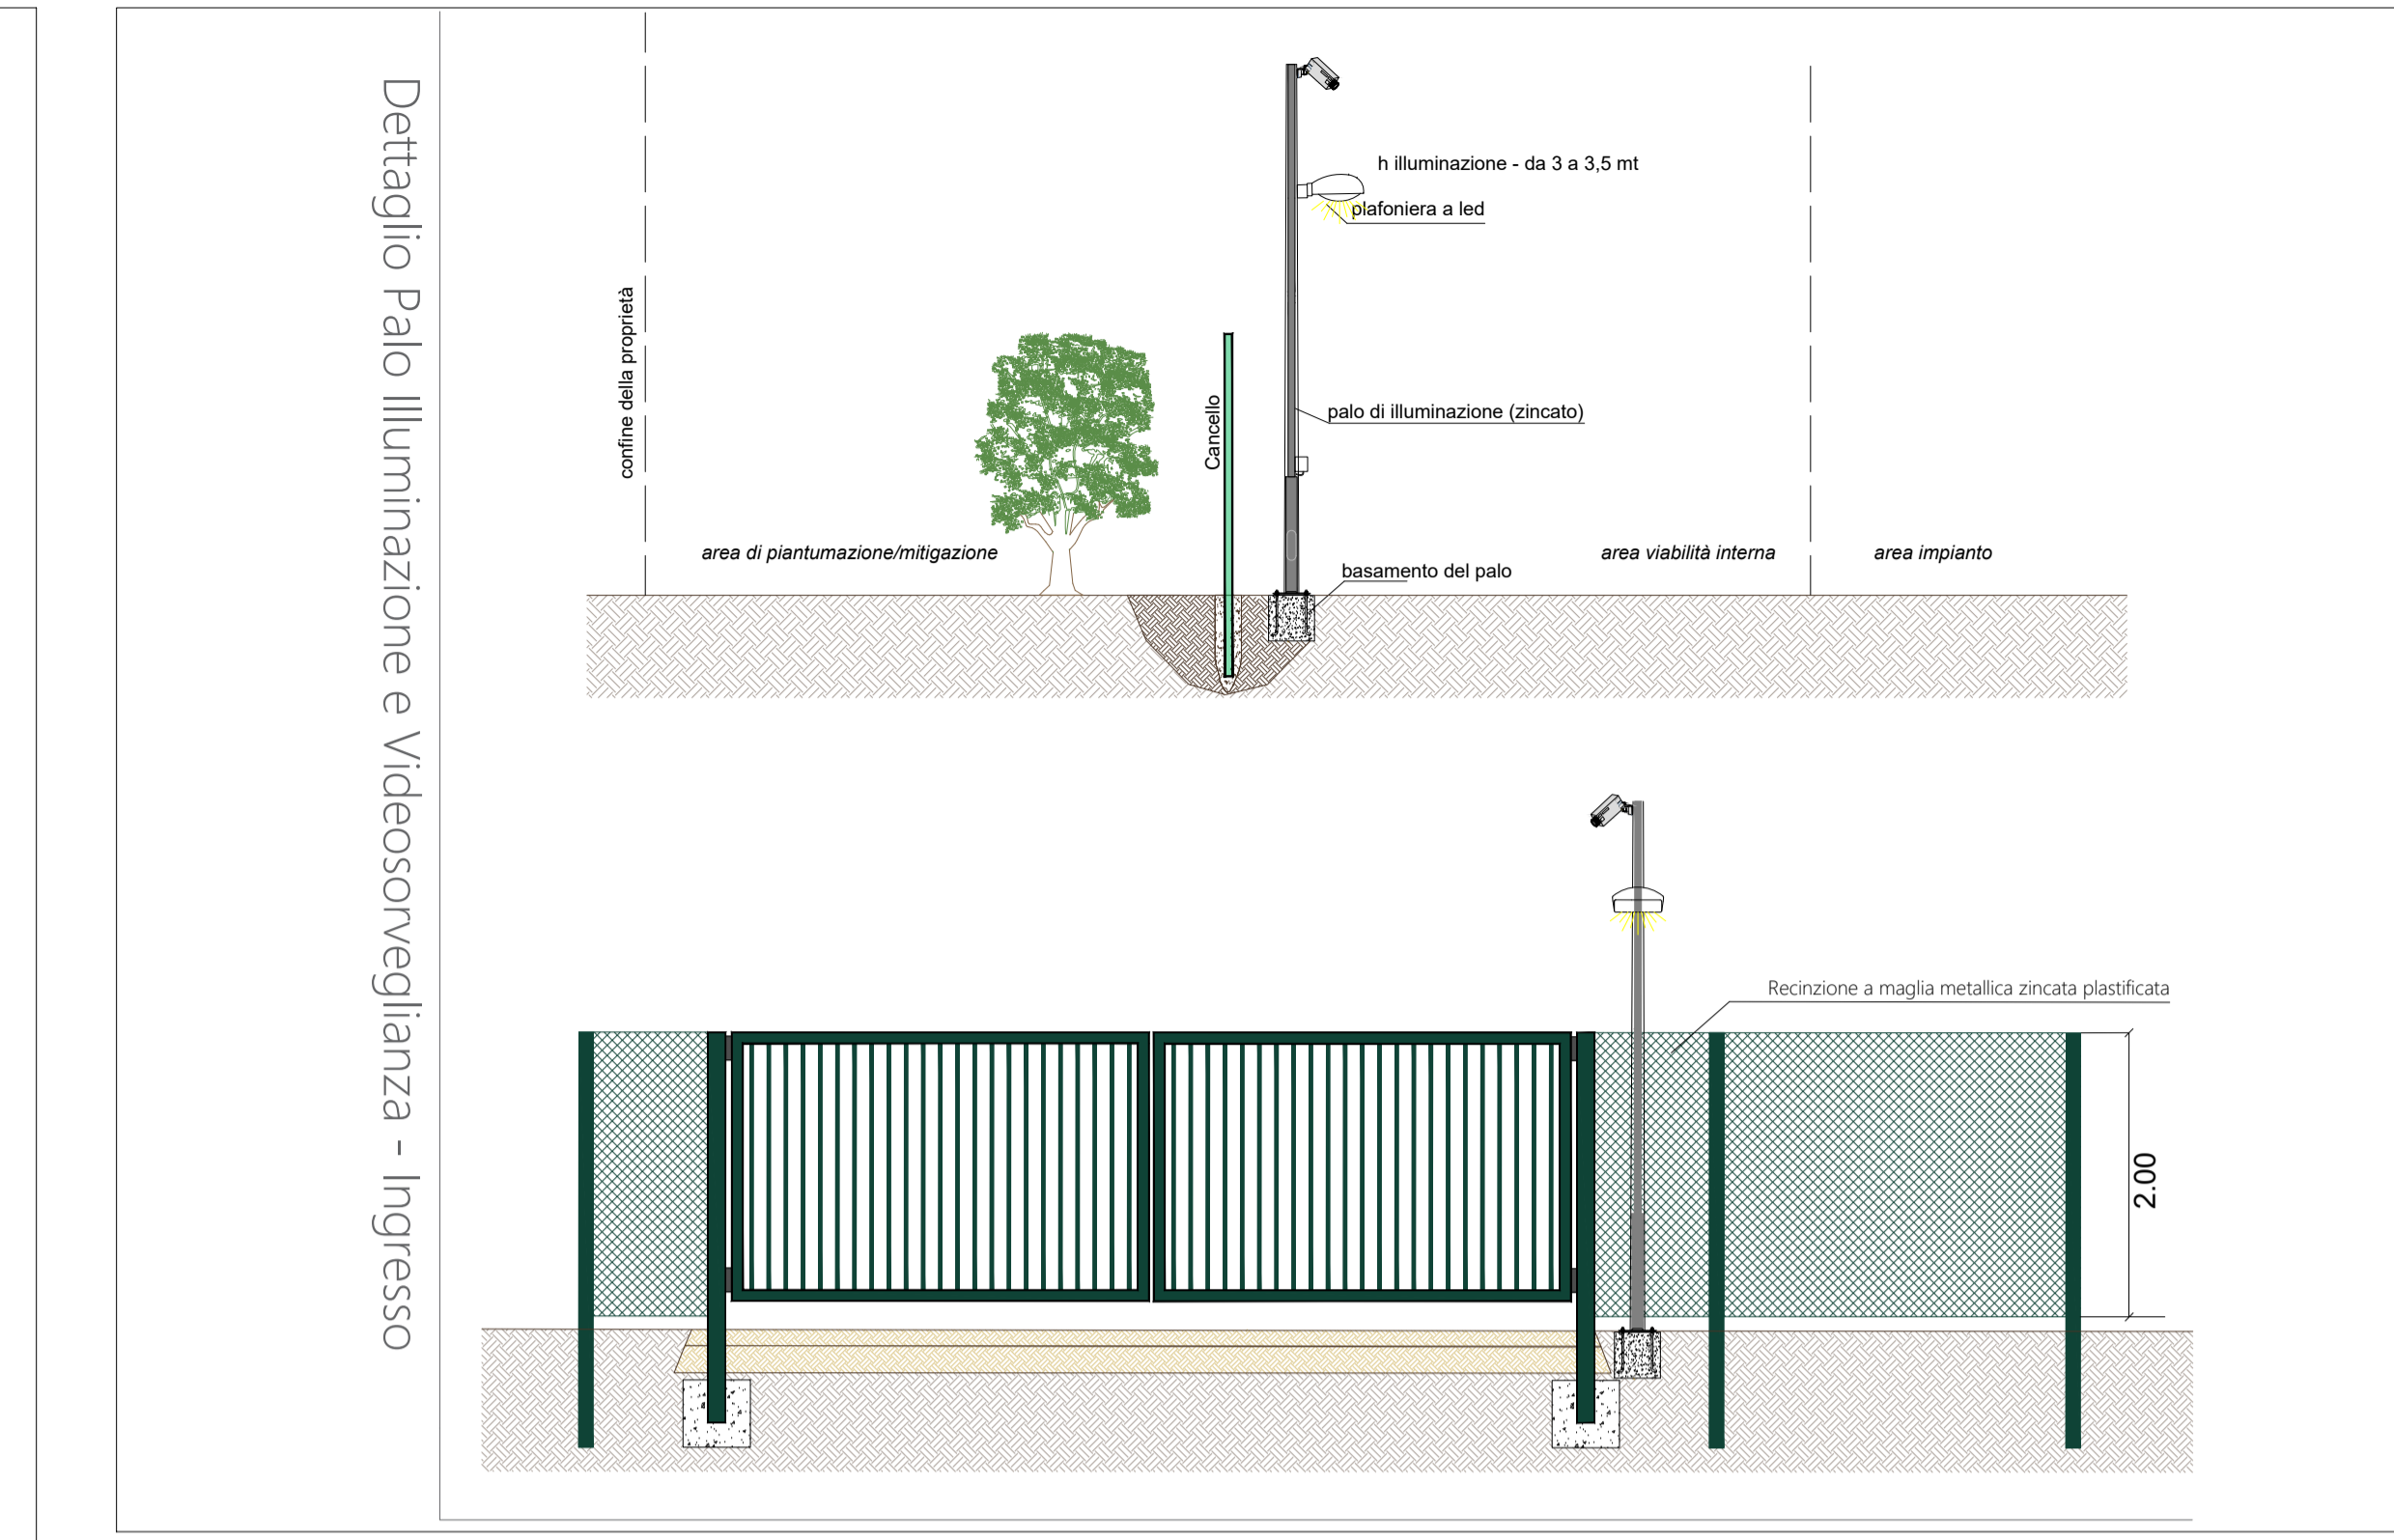 Detttaglio Palo Illuminazione e Videosorveglianza - Ingresso
h illuminazione - da 3 a 3,5 mt
plafoniera a led
confine della proprietà
Cancello
palo di illuminazione (zincato)
area di piantumazione/mitigazione
area viabilità interna
area impianto
basamento del palo
Recinzione a maglia metallica zincata plastificata
2.00